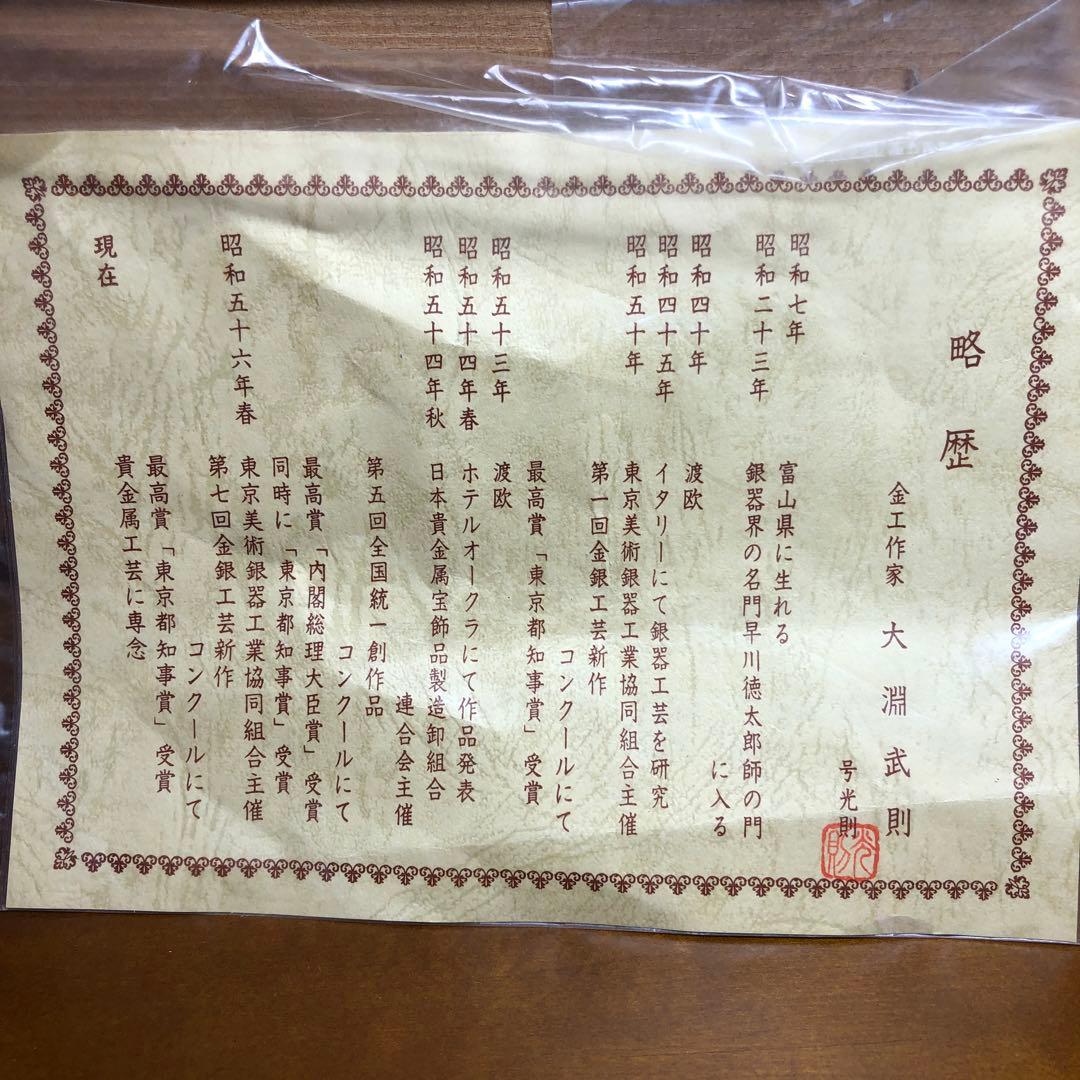 略歴
金工作家 大淵武則
号光則
光則
昭和七年 富山県に生れる
昭和二十三年 銀器界の名門早川徳太郎師の門
に入る
昭和四十年 渡欧
昭和四十五年 イタリーにて銀器工芸を研究
昭和五十年 東京美術銀器工業協同組合主催
第一回金銀工芸新作
コンクールにて
最高賞「東京都知事賞」受賞
昭和五十三年 渡欧
昭和五十四年春 ホテルオークラにて作品発表
昭和五十四年秋 日本貴金属宝飾品製造卸組合
連合会主催
第五回全国統一創作品
コンクールにて
最高賞「内閣総理大臣賞」受賞
同時に「東京都知事賞」受賞
昭和五十六年春 東京美術銀器工業協同組合主催
第七回金銀工芸新作
コンクールにて
最高賞「東京都知事賞」受賞
現在 貴金属工芸に専念